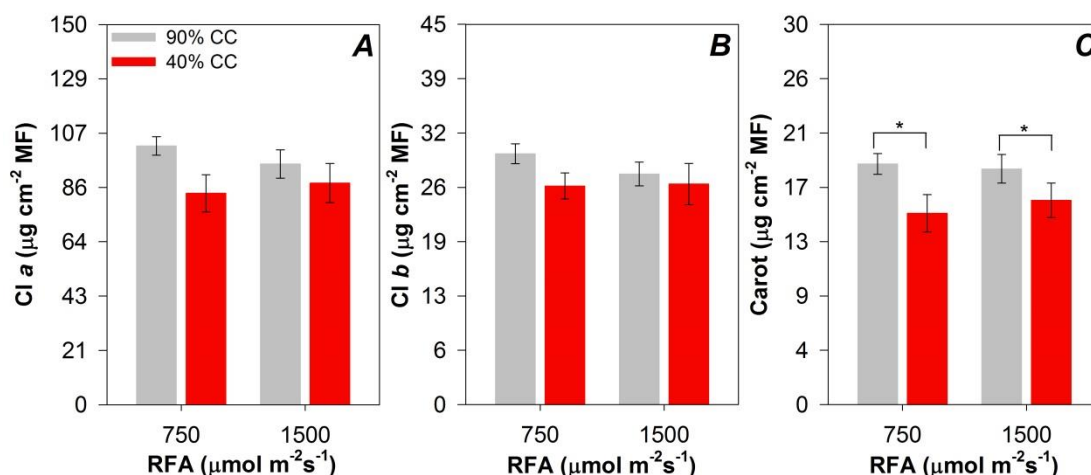 A
90% CC
40% CC
150
129
107
86
64
43
21
0
Cl a (μg cm-2 MF)
750
1500
RFA (μmol m-2s-1)
B
45
39
32
26
19
13
6
0
Cl b (μg cm-2 MF)
750
1500
RFA (μmol m-2s-1)
C
30
26
21
17
13
9
4
0
Carot (μg cm-2 MF)
*
*
750
1500
RFA (μmol m-2s-1)